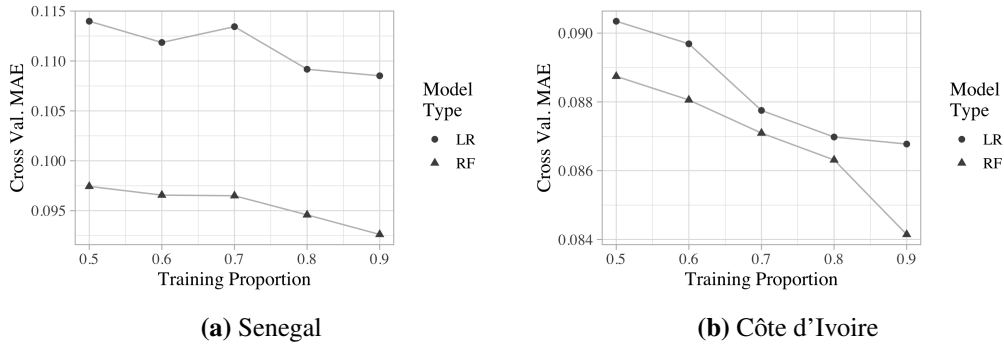 0.115
0.110
0.105
0.100
0.095
Cross Val. MAE
0.5 0.6 0.7 0.8 0.9
Training Proportion
Model
Type
LR
RF
(a) Senegal
0.090
0.088
0.086
0.084
Cross Val. MAE
0.5 0.6 0.7 0.8 0.9
Training Proportion
Model
Type
LR
RF
(b) Côte d'Ivoire